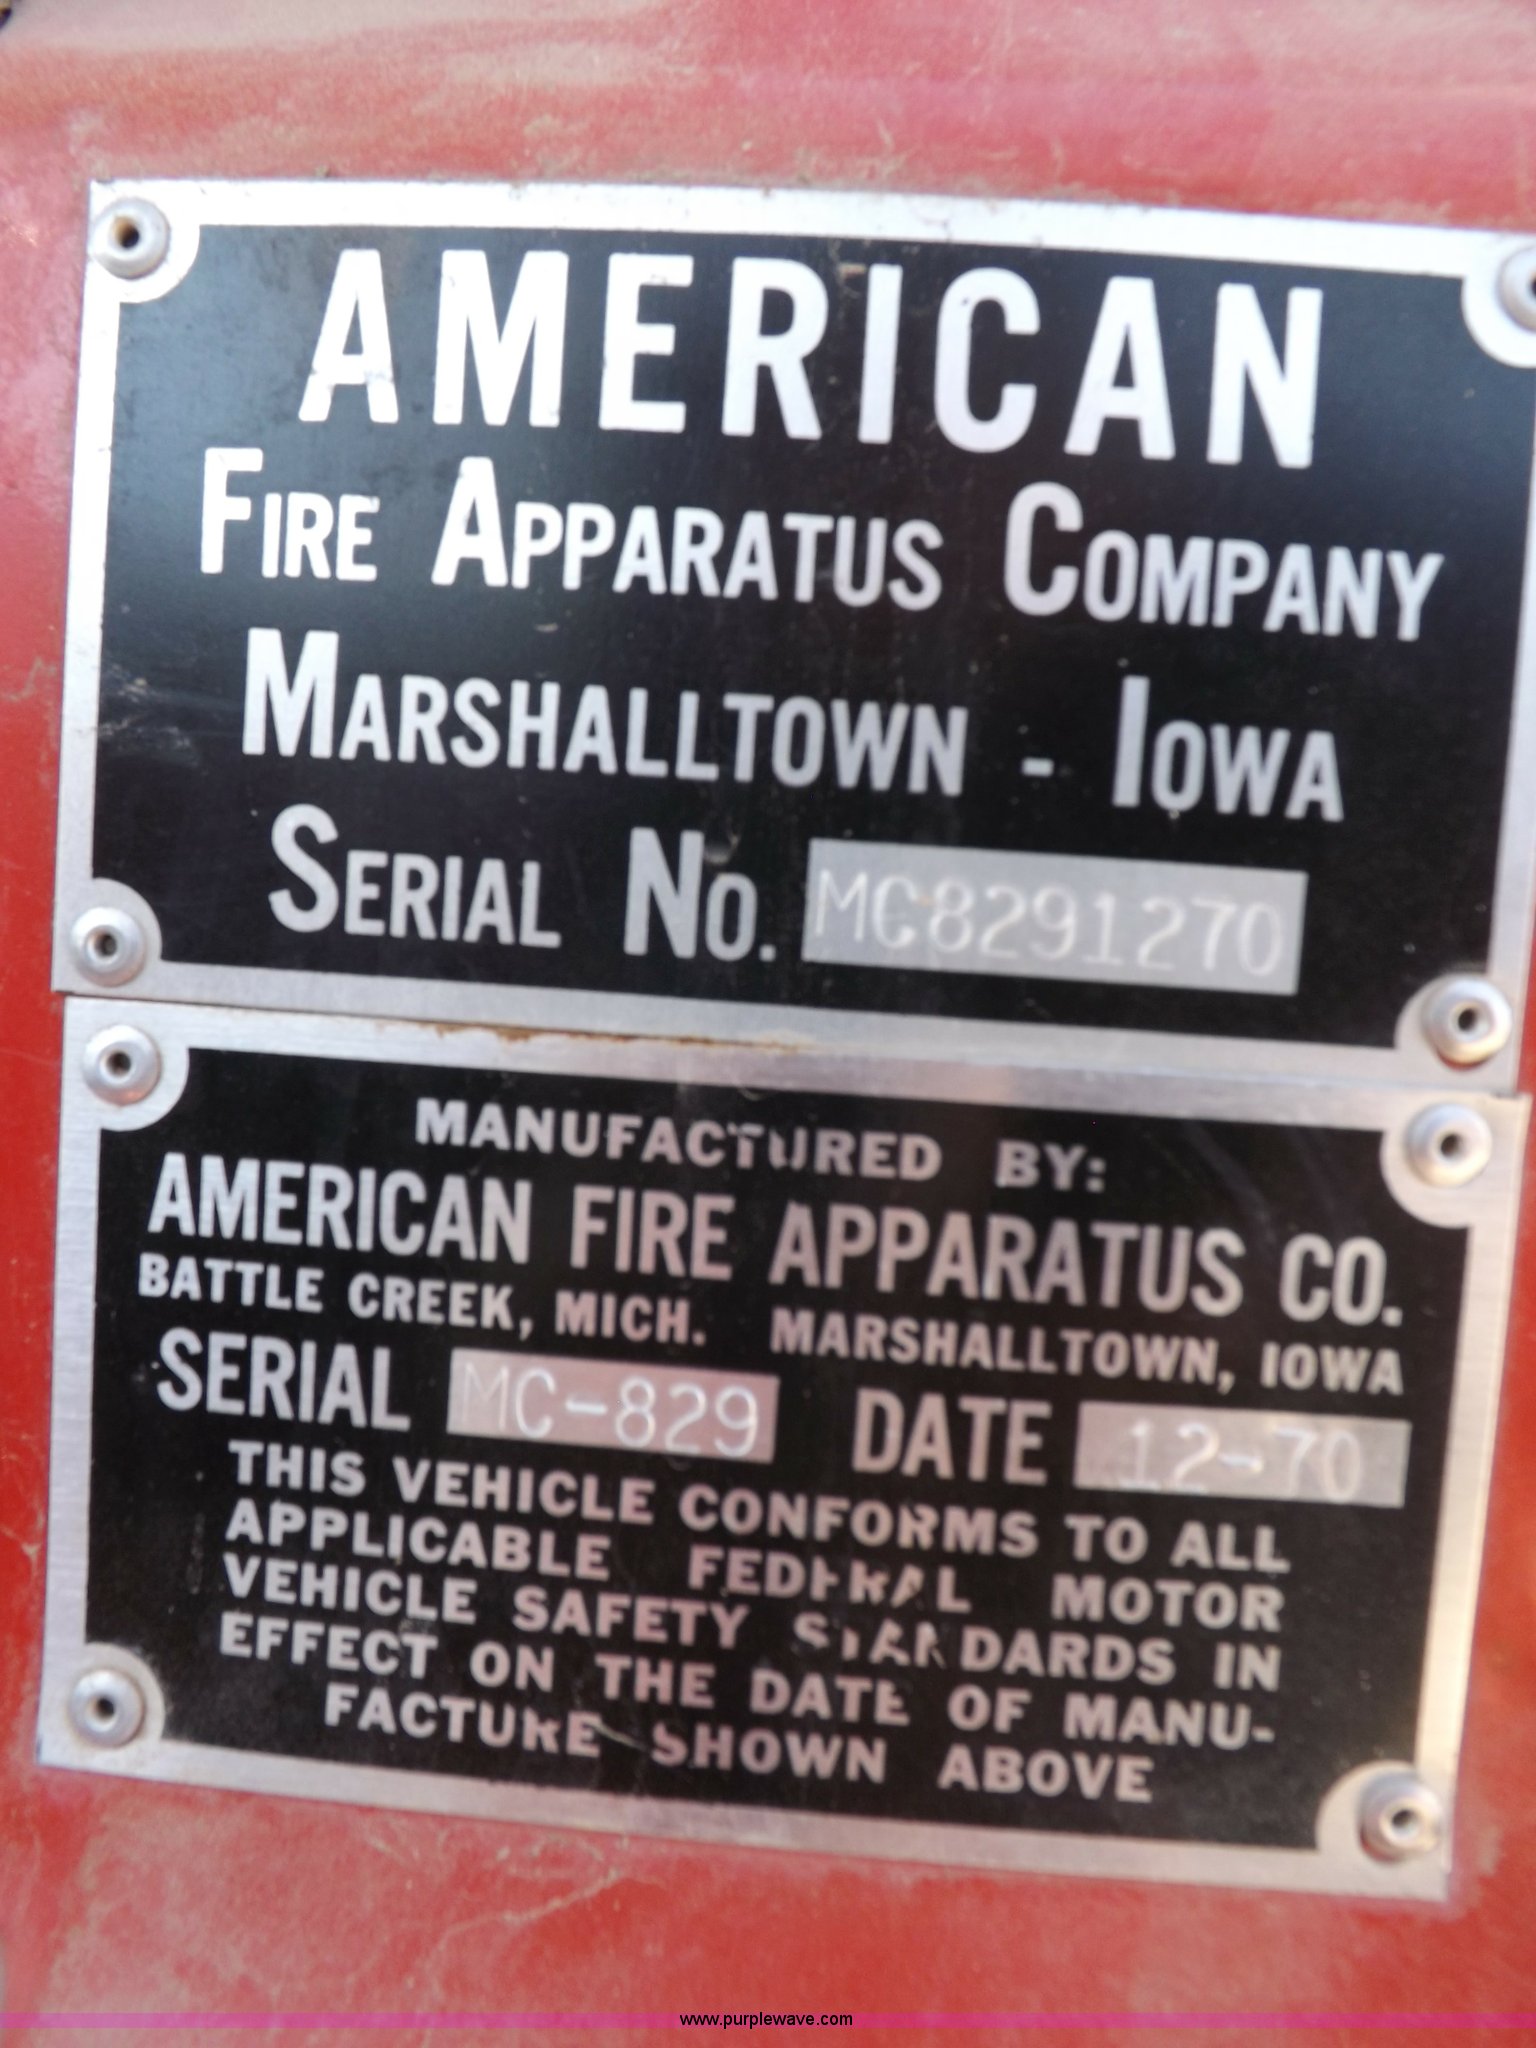 AMERICAN
FIRE APPARATUS COMPANY
MARSHALLTOWN - IOWA
SERIAL NO. MC8291270
MANUFACTURED BY:
AMERICAN FIRE APPARATUS CO.
BATTLE CREEK, MICH. MARSHALLTOWN, IOWA
SERIAL MC-829 DATE 12-70
THIS VEHICLE CONFORMS TO ALL
APPLICABLE FEDERAL MOTOR
VEHICLE SAFETY STANDARDS IN
EFFECT ON THE DATE OF MANU-
FACTURE SHOWN ABOVE
www.purplewave.com